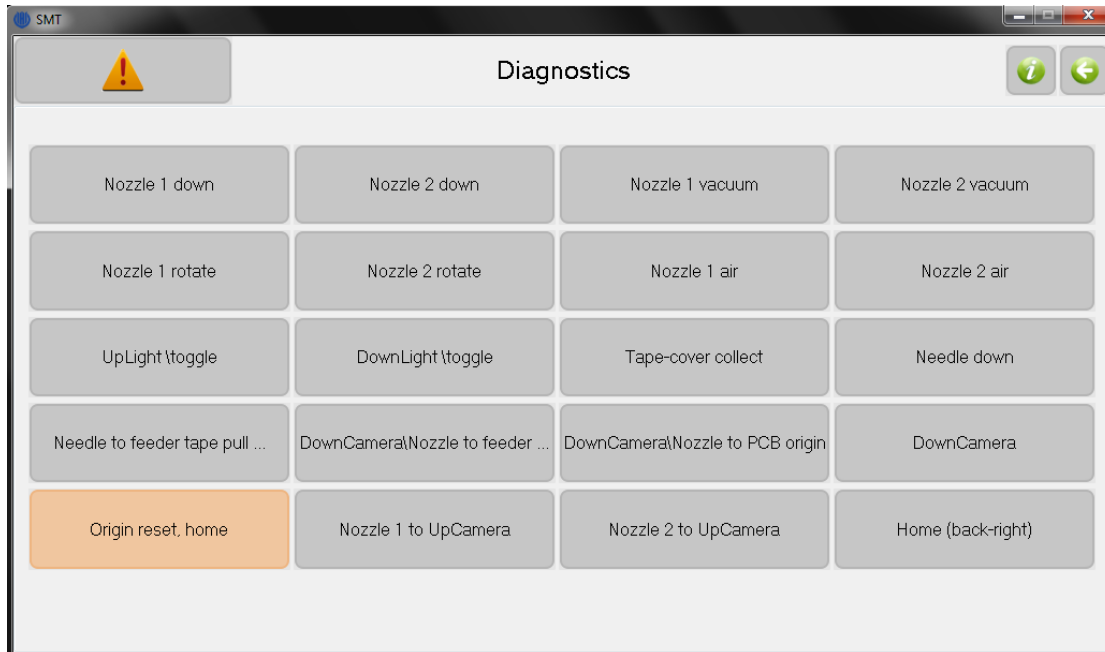 SMT
Diagnostics
Nozzle 1 down
Nozzle 2 down
Nozzle 1 vacuum
Nozzle 2 vacuum
Nozzle 1 rotate
Nozzle 2 rotate
Nozzle 1 air
Nozzle 2 air
UpLight \toggle
DownLight \toggle
Tape-cover collect
Needle down
Needle to feeder tape pull ...
DownCamera\Nozzle to feeder ...
DownCamera\Nozzle to PCB origin
DownCamera
Origin reset, home
Nozzle 1 to UpCamera
Nozzle 2 to UpCamera
Home (back-right)